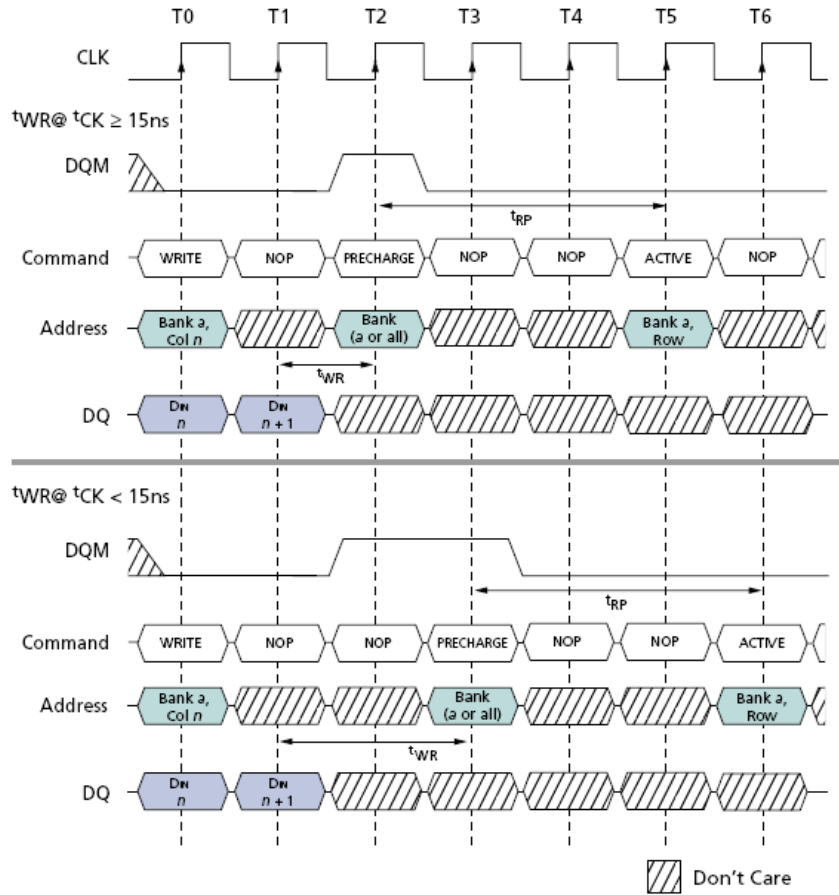 T0 T1 T2 T3 T4 T5 T6
CLK
tWR@ tCK ≥ 15ns
DQM
tRP
Command WRITE NOP PRECHARGE NOP NOP ACTIVE NOP
Address Bank a, Col n Bank (a or all) Bank a, Row
tWR
DQ DIN n DIN n + 1
tWR@ tCK < 15ns
DQM
tRP
Command WRITE NOP NOP PRECHARGE NOP NOP ACTIVE
Address Bank a, Col n Bank (a or all) Bank a, Row
tWR
DQ DIN n DIN n + 1
Don't Care